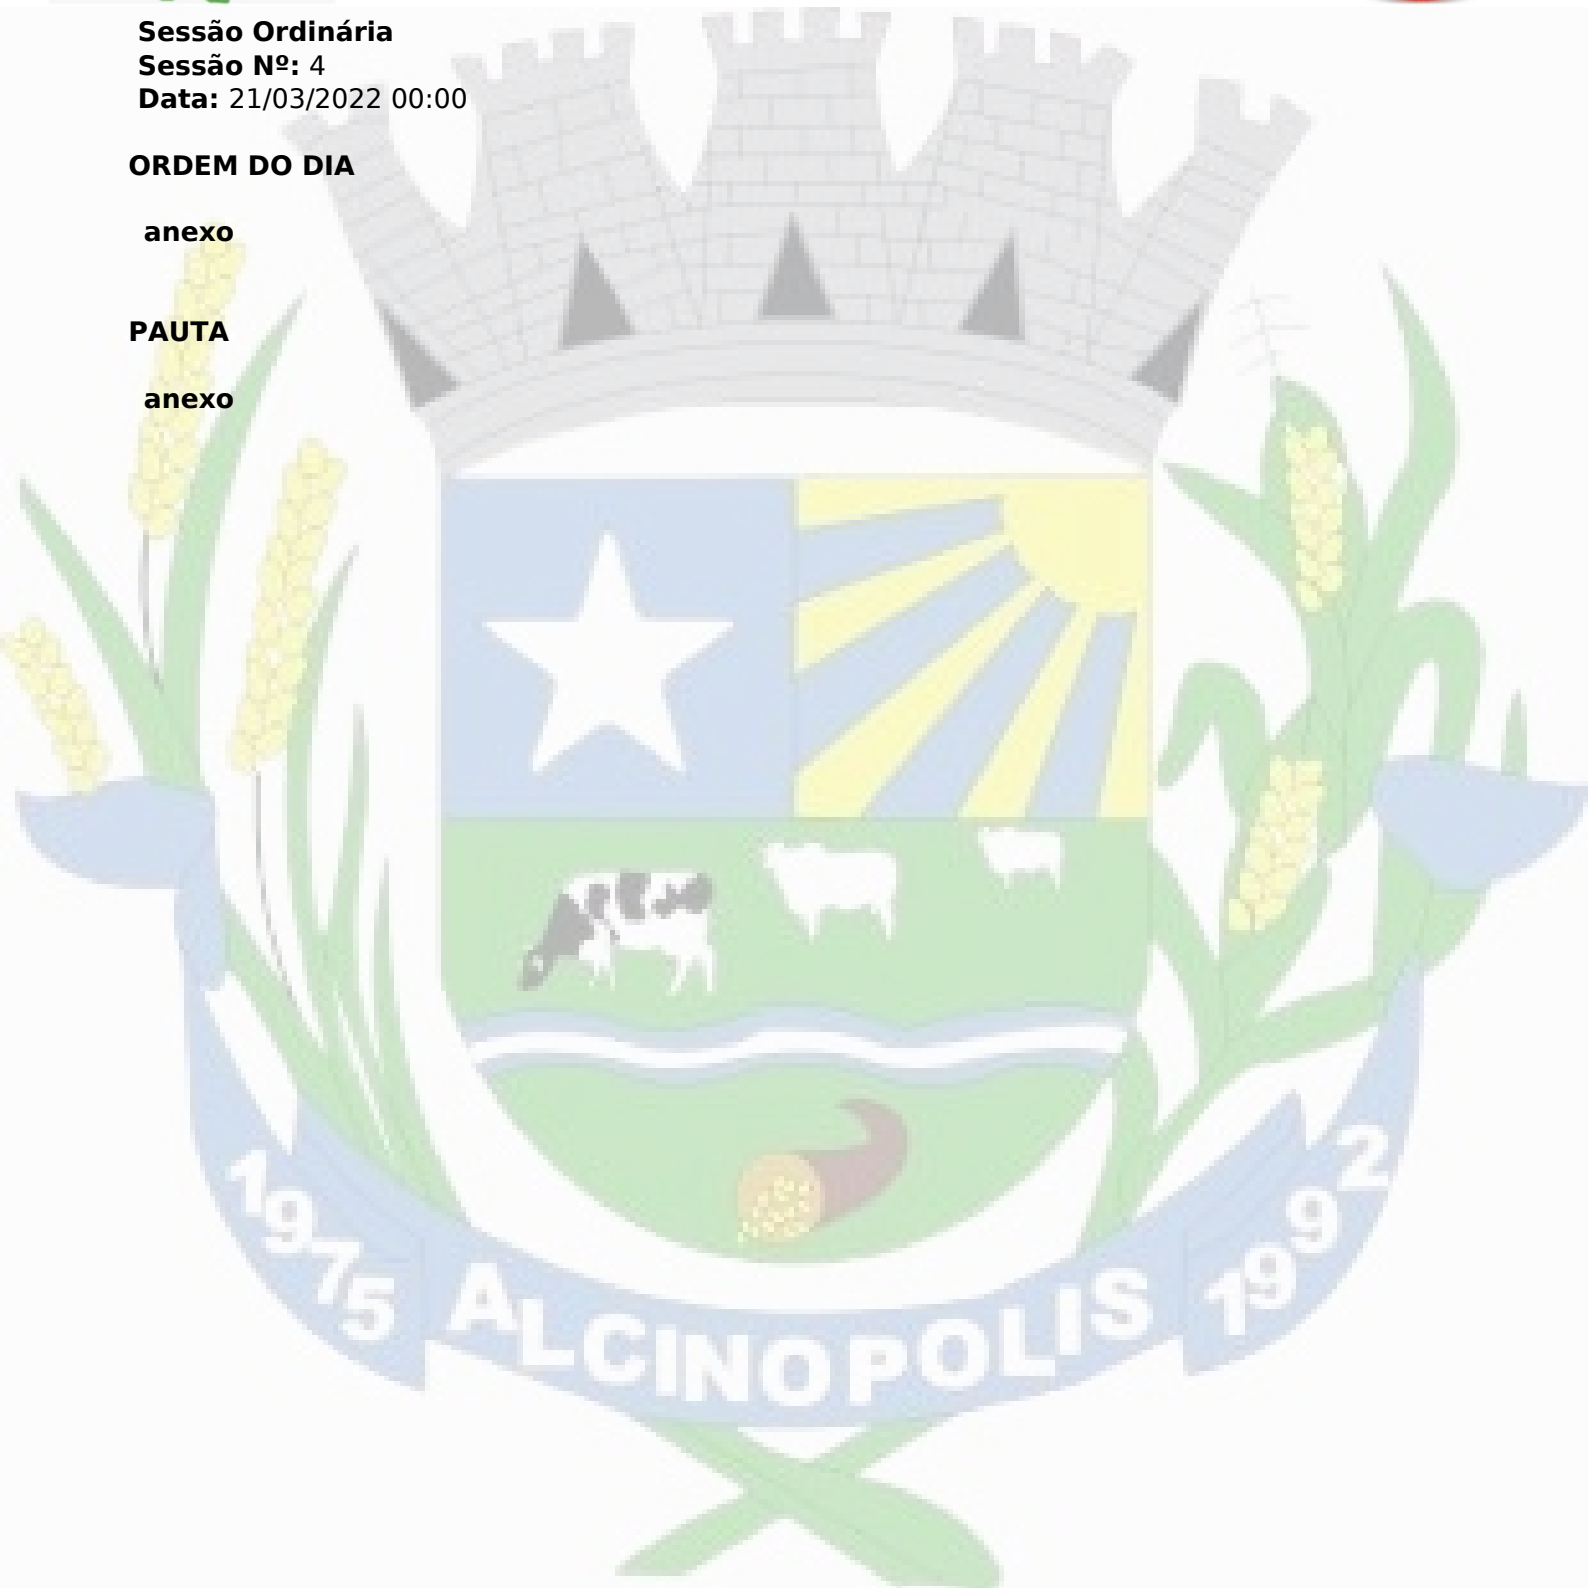 Sessão Ordinária
Sessão Nº: 4
Data: 21/03/2022 00:00
ORDEM DO DIA
anexo
PAUTA
anexo
1975 ALCINOPOLIS 1992